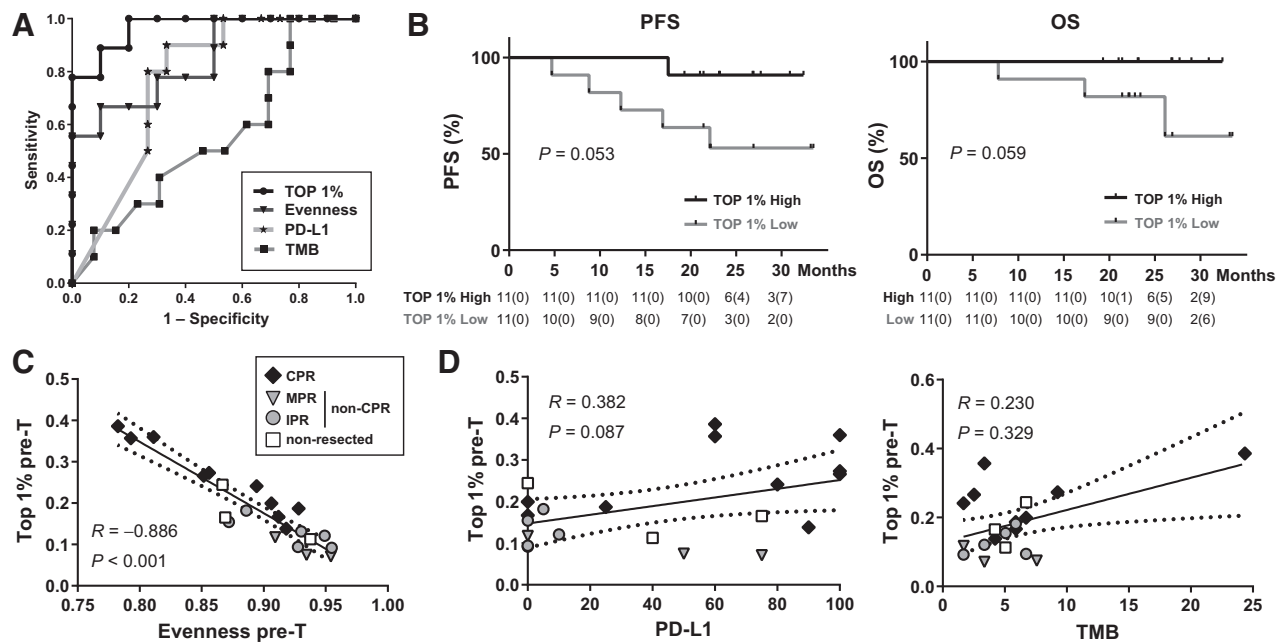 A
1.0
0.8
0.6
0.4
0.2
0.0
Sensitivity
0.0 0.2 0.4 0.6 0.8 1.0
1 – Specificity
TOP 1%
Evenness
PD-L1
TMB
B
PFS
100
50
0
PFS (%)
P = 0.053
TOP 1% High
TOP 1% Low
0 5 10 15 20 25 30 Months
TOP 1% High 11(0) 11(0) 11(0) 11(0) 10(0) 6(4) 3(7)
TOP 1% Low 11(0) 10(0) 9(0) 8(0) 7(0) 3(0) 2(0)
OS
100
50
0
OS (%)
P = 0.059
TOP 1% High
TOP 1% Low
0 5 10 15 20 25 30 Months
High 11(0) 11(0) 11(0) 11(0) 10(1) 6(5) 2(9)
Low 11(0) 11(0) 10(0) 10(0) 9(0) 9(0) 2(6)
C
0.5
0.4
0.3
0.2
0.1
0.0
Top 1% pre-T
CPR
MPR
IPR
non-CPR
non-resected
R = –0.886
P < 0.001
0.75 0.80 0.85 0.90 0.95 1.00
Evenness pre-T
D
0.5
0.4
0.3
0.2
0.1
0.0
Top 1% pre-T
R = 0.382
P = 0.087
0 20 40 60 80 100
PD-L1
0.6
0.4
0.2
0.0
Top 1% pre-T
R = 0.230
P = 0.329
0 5 10 15 20 25
TMB